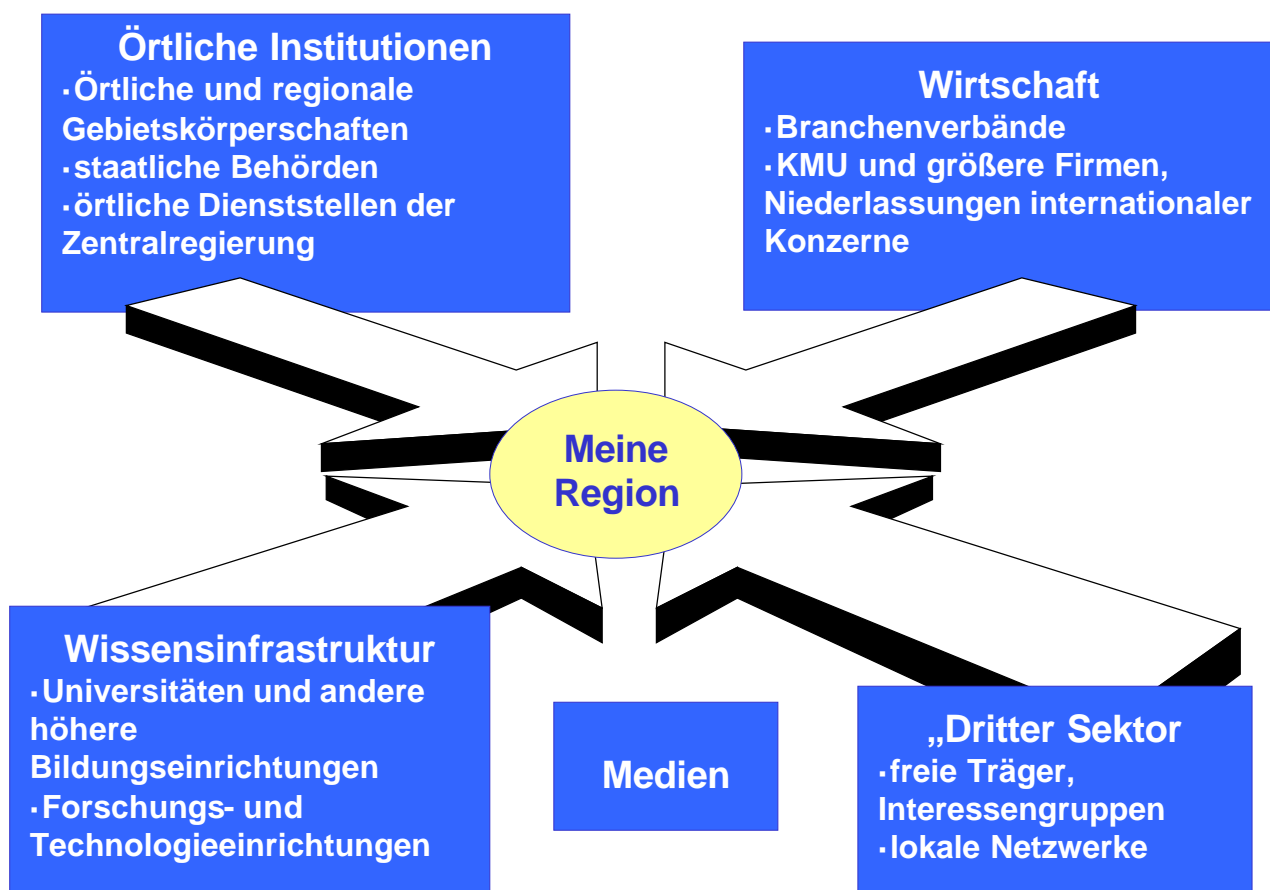 Örtliche Institutionen
▪Örtliche und regionale
Gebietskörperschaften
▪staatliche Behörden
▪örtliche Dienststellen der
Zentralregierung
Wirtschaft
▪Branchenverbände
▪KMU und größere Firmen,
Niederlassungen internationaler
Konzerne
Meine
Region
Wissensinfrastruktur
▪Universitäten und andere
höhere
Bildungseinrichtungen
▪Forschungs- und
Technologieeinrichtungen
Medien
„Dritter Sektor
▪freie Träger,
Interessengruppen
▪lokale Netzwerke